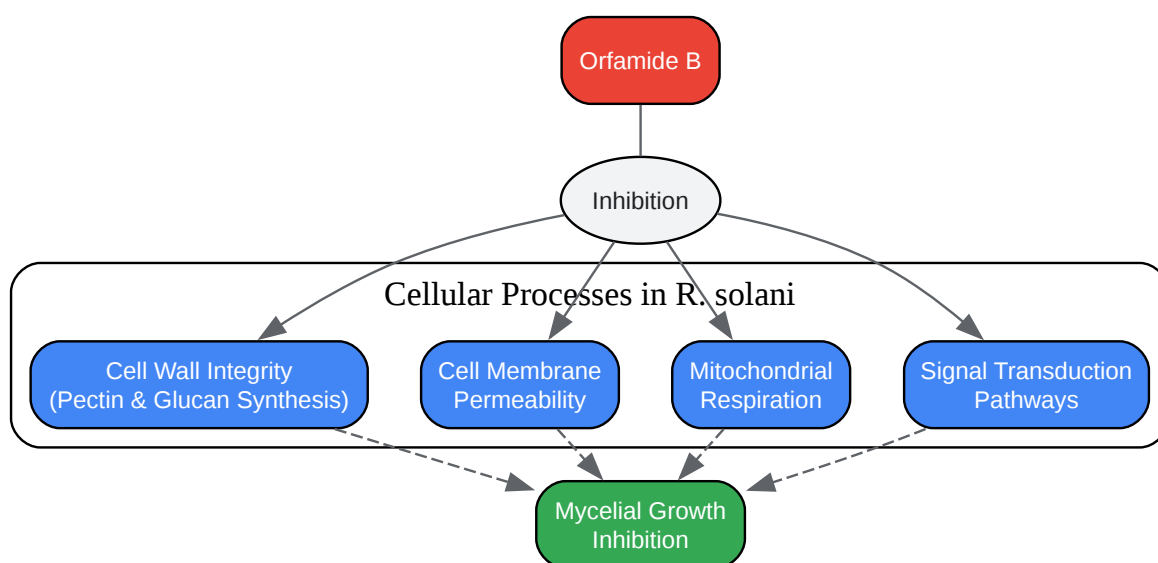 Orfamide B
Inhibition
Cellular Processes in R. solani
Cell Wall Integrity
(Pectin & Glucan Synthesis)
Cell Membrane
Permeability
Mitochondrial
Respiration
Signal Transduction
Pathways
Mycelial Growth
Inhibition